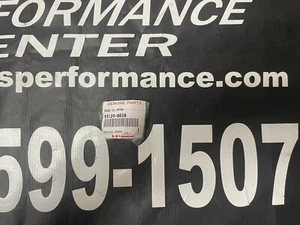 FORMANCE
ENTER
sperformance.com
GENUINE PARTS
599-1507